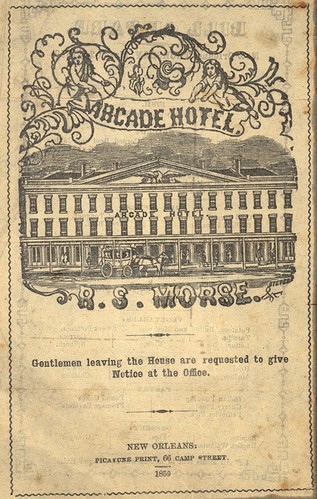 ARCADE HOTEL
ARCADE HOTEL
R. S. MORSE.
Gentlemen leaving the House are requested to give
Notice at the Office.
NEW ORLEANS:
PICAYUNE PRINT, 66 CAMP STREET.
1859